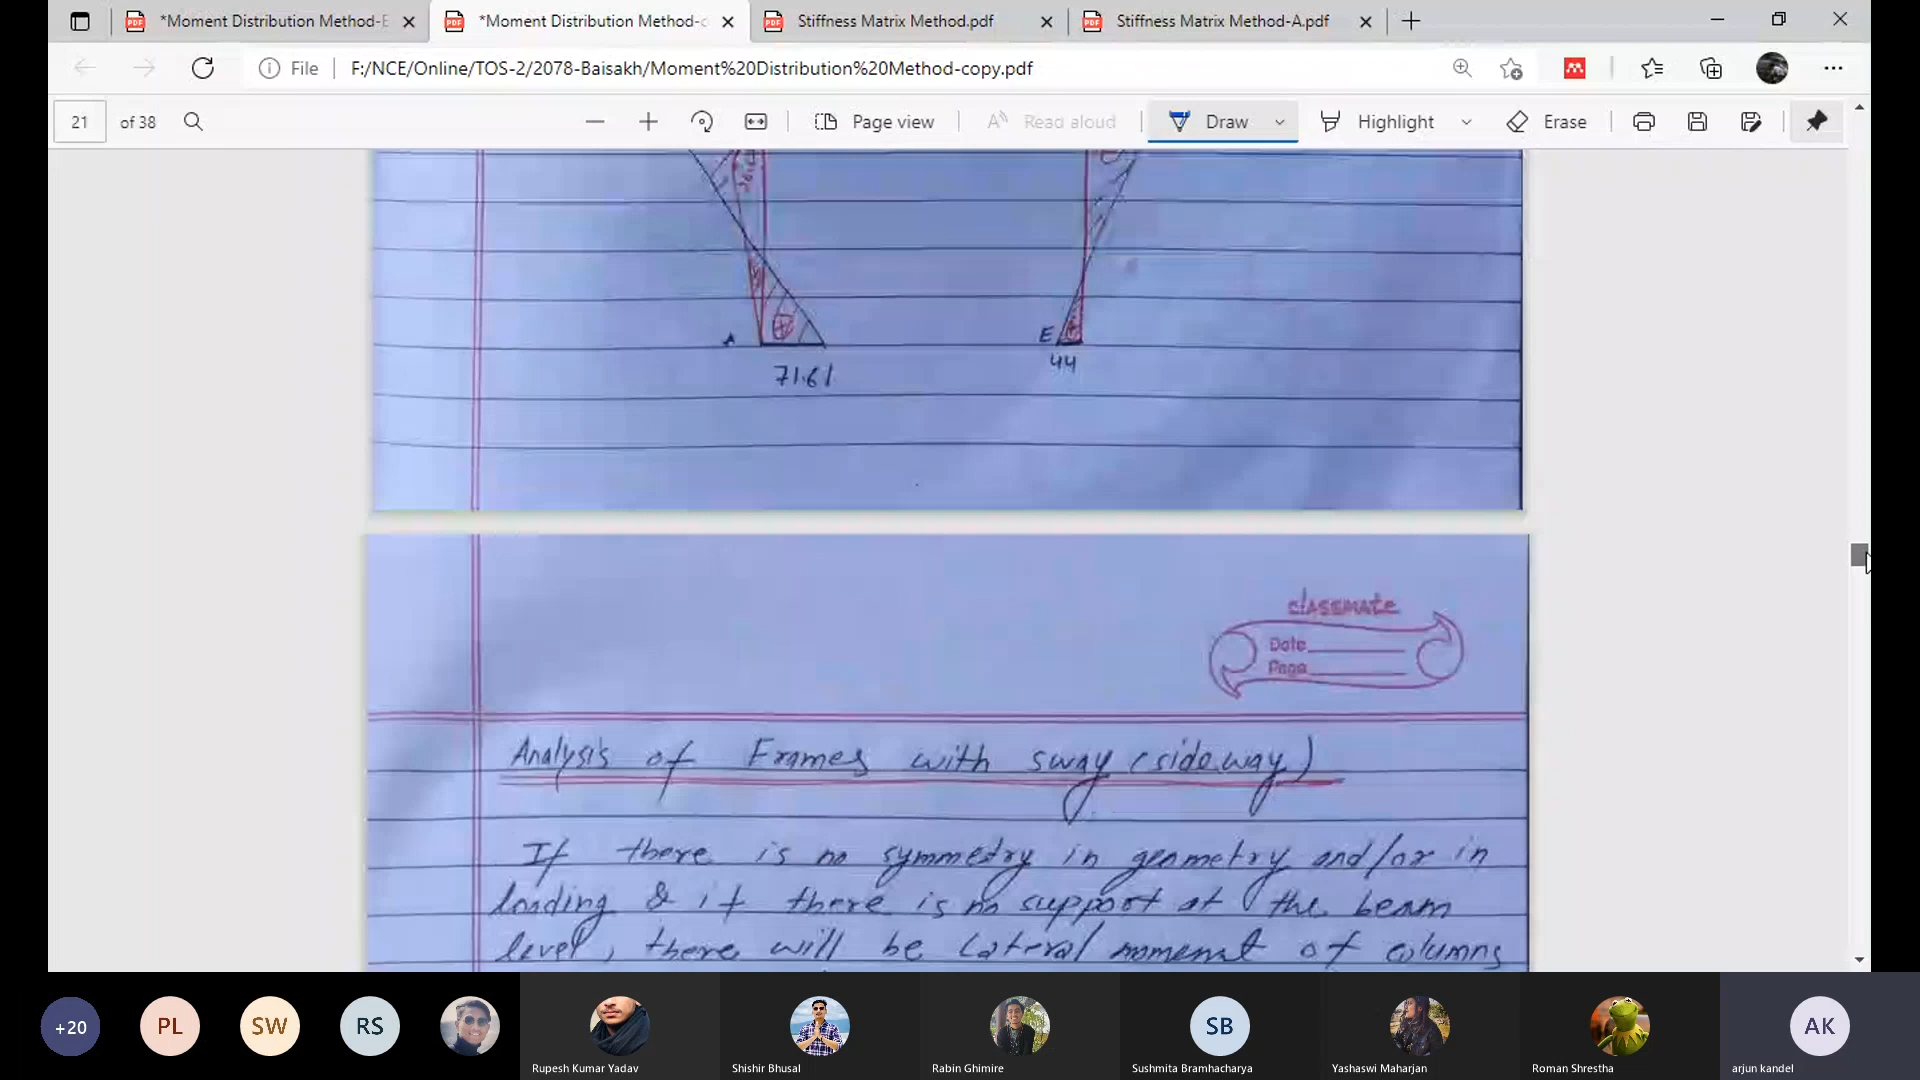 *Moment Distribution Method-E
*Moment Distribution Method-c
Stiffness Matrix Method.pdf
Stiffness Matrix Method-A.pdf
File
F:/NCE/Online/TOS-2/2078-Baisakh/Moment%20Distribution%20Method-copy.pdf
21 of 38
Page view
Read aloud
Draw
Highlight
Erase
A
E
71.61
44
classmate
Date
Page
Analysis of Frames with sway (sideway)
If there is no symmetry in geometry and/or in
loading & if there is no support at the beam
level, there will be lateral moment of columns
+20
PL
SW
RS
SB
AK
Rupesh Kumar Yadav
Shishir Bhusal
Rabin Ghimire
Sushmita Bramhacharya
Yashaswi Maharjan
Roman Shrestha
arjun kandel